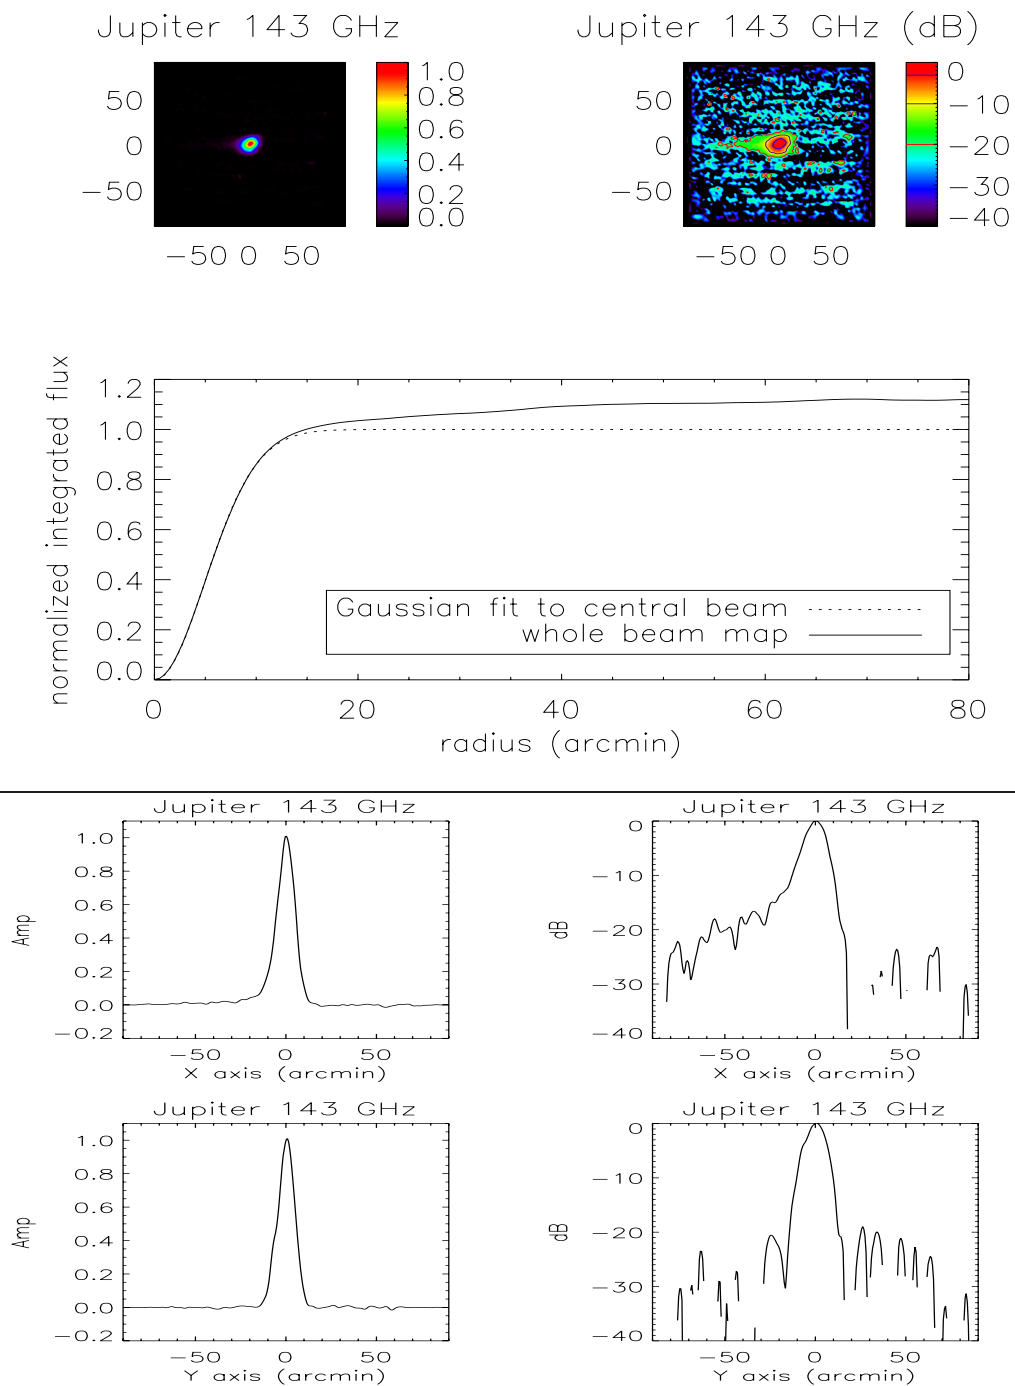 Jupiter 143 GHz
50
0
−50
−50 0 50
1.0
0.8
0.6
0.4
0.2
0.0
Jupiter 143 GHz (dB)
50
0
−50
−50 0 50
0
−10
−20
−30
−40
normalized integrated flux
1.2
1.0
0.8
0.6
0.4
0.2
0.0
Gaussian fit to central beam
whole beam map
0 20 40 60 80
radius (arcmin)
Jupiter 143 GHz
Amp
1.0
0.8
0.6
0.4
0.2
0.0
−0.2
−50 0 50
X axis (arcmin)
Jupiter 143 GHz
dB
0
−10
−20
−30
−40
−50 0 50
X axis (arcmin)
Jupiter 143 GHz
Amp
1.0
0.8
0.6
0.4
0.2
0.0
−0.2
−50 0 50
Y axis (arcmin)
Jupiter 143 GHz
dB
0
−10
−20
−30
−40
−50 0 50
Y axis (arcmin)